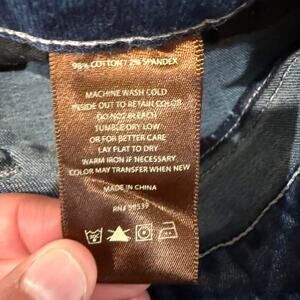 98% COTTON / 2% SPANDEX
MACHINE WASH COLD
INSIDE OUT TO RETAIN COLOR
DO NOT BLEACH
TUMBLE DRY LOW
OR FOR BETTER CARE
LAY FLAT TO DRY
WARM IRON IF NECESSARY
COLOR MAY TRANSFER WHEN NEW
MADE IN CHINA
RN# 59539